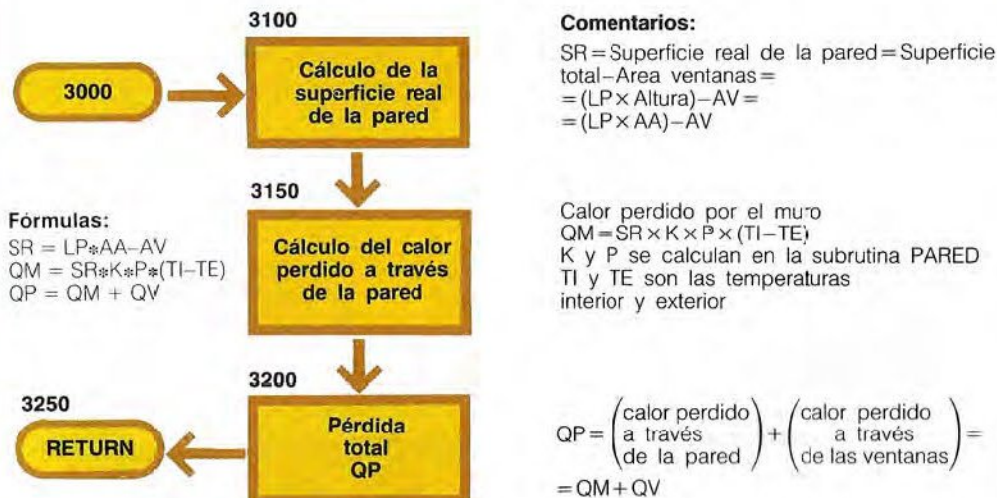 3100
3000
Cálculo de la
superficie real
de la pared
Comentarios:
SR=Superficie real de la pared=Superficie
total–Area ventanas=
=(LP×Altura)–AV=
=(LP×AA)–AV
3150
Fórmulas:
SR = LP*AA–AV
QM = SR*K*P*(TI–TE)
QP = QM + QV
Cálculo del calor
perdido a través
de la pared
Calor perdido por el muro
QM=SR×K×P×(TI–TE)
K y P se calculan en la subrutina PARED
TI y TE son las temperaturas
interior y exterior
3200
3250
RETURN
Pérdida
total
QP
QP=(calor perdido a través de la pared)+(calor perdido a través de las ventanas)=
=QM+QV